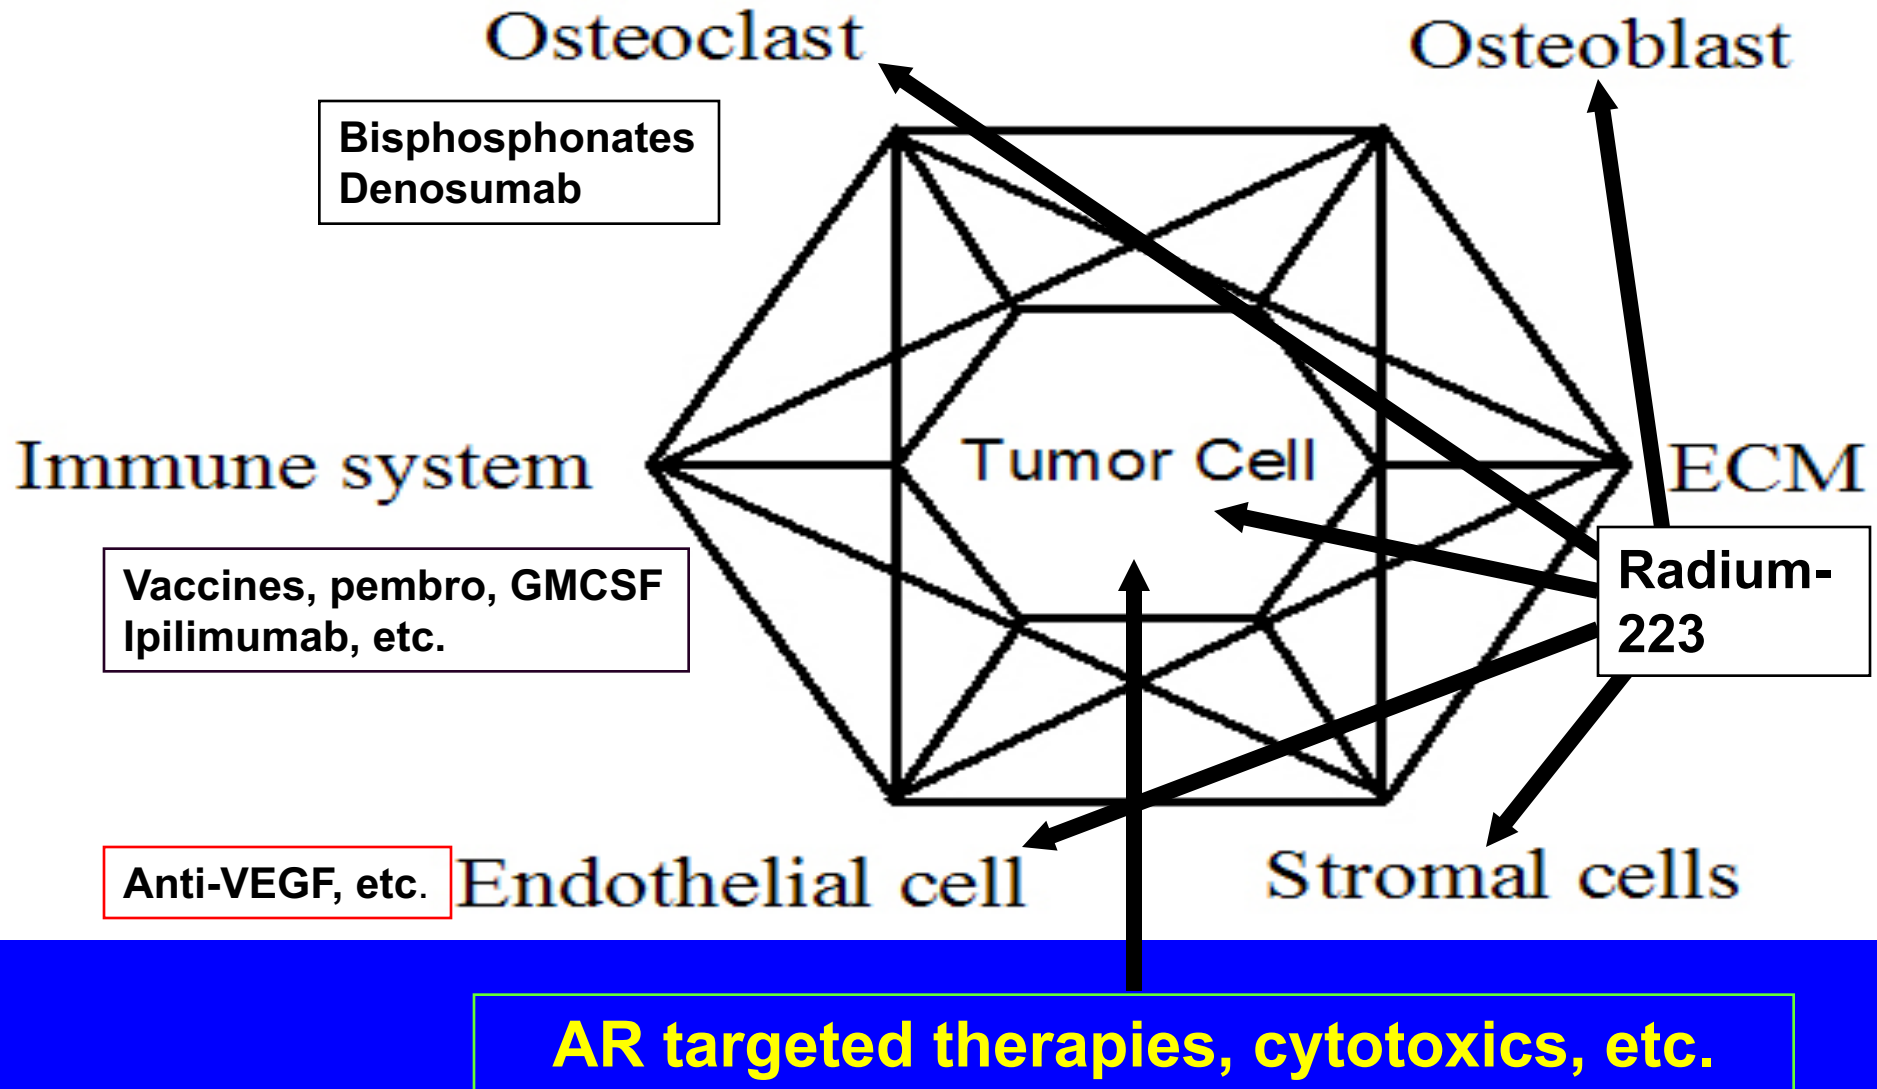 Osteoclast
Osteoblast
Bisphosphonates
Denosumab
Immune system
Tumor Cell
ECM
Vaccines, pembro, GMCSF
Ipilimumab, etc.
Radium-
223
Anti-VEGF, etc.
Endothelial cell
Stromal cells
AR targeted therapies, cytotoxics, etc.